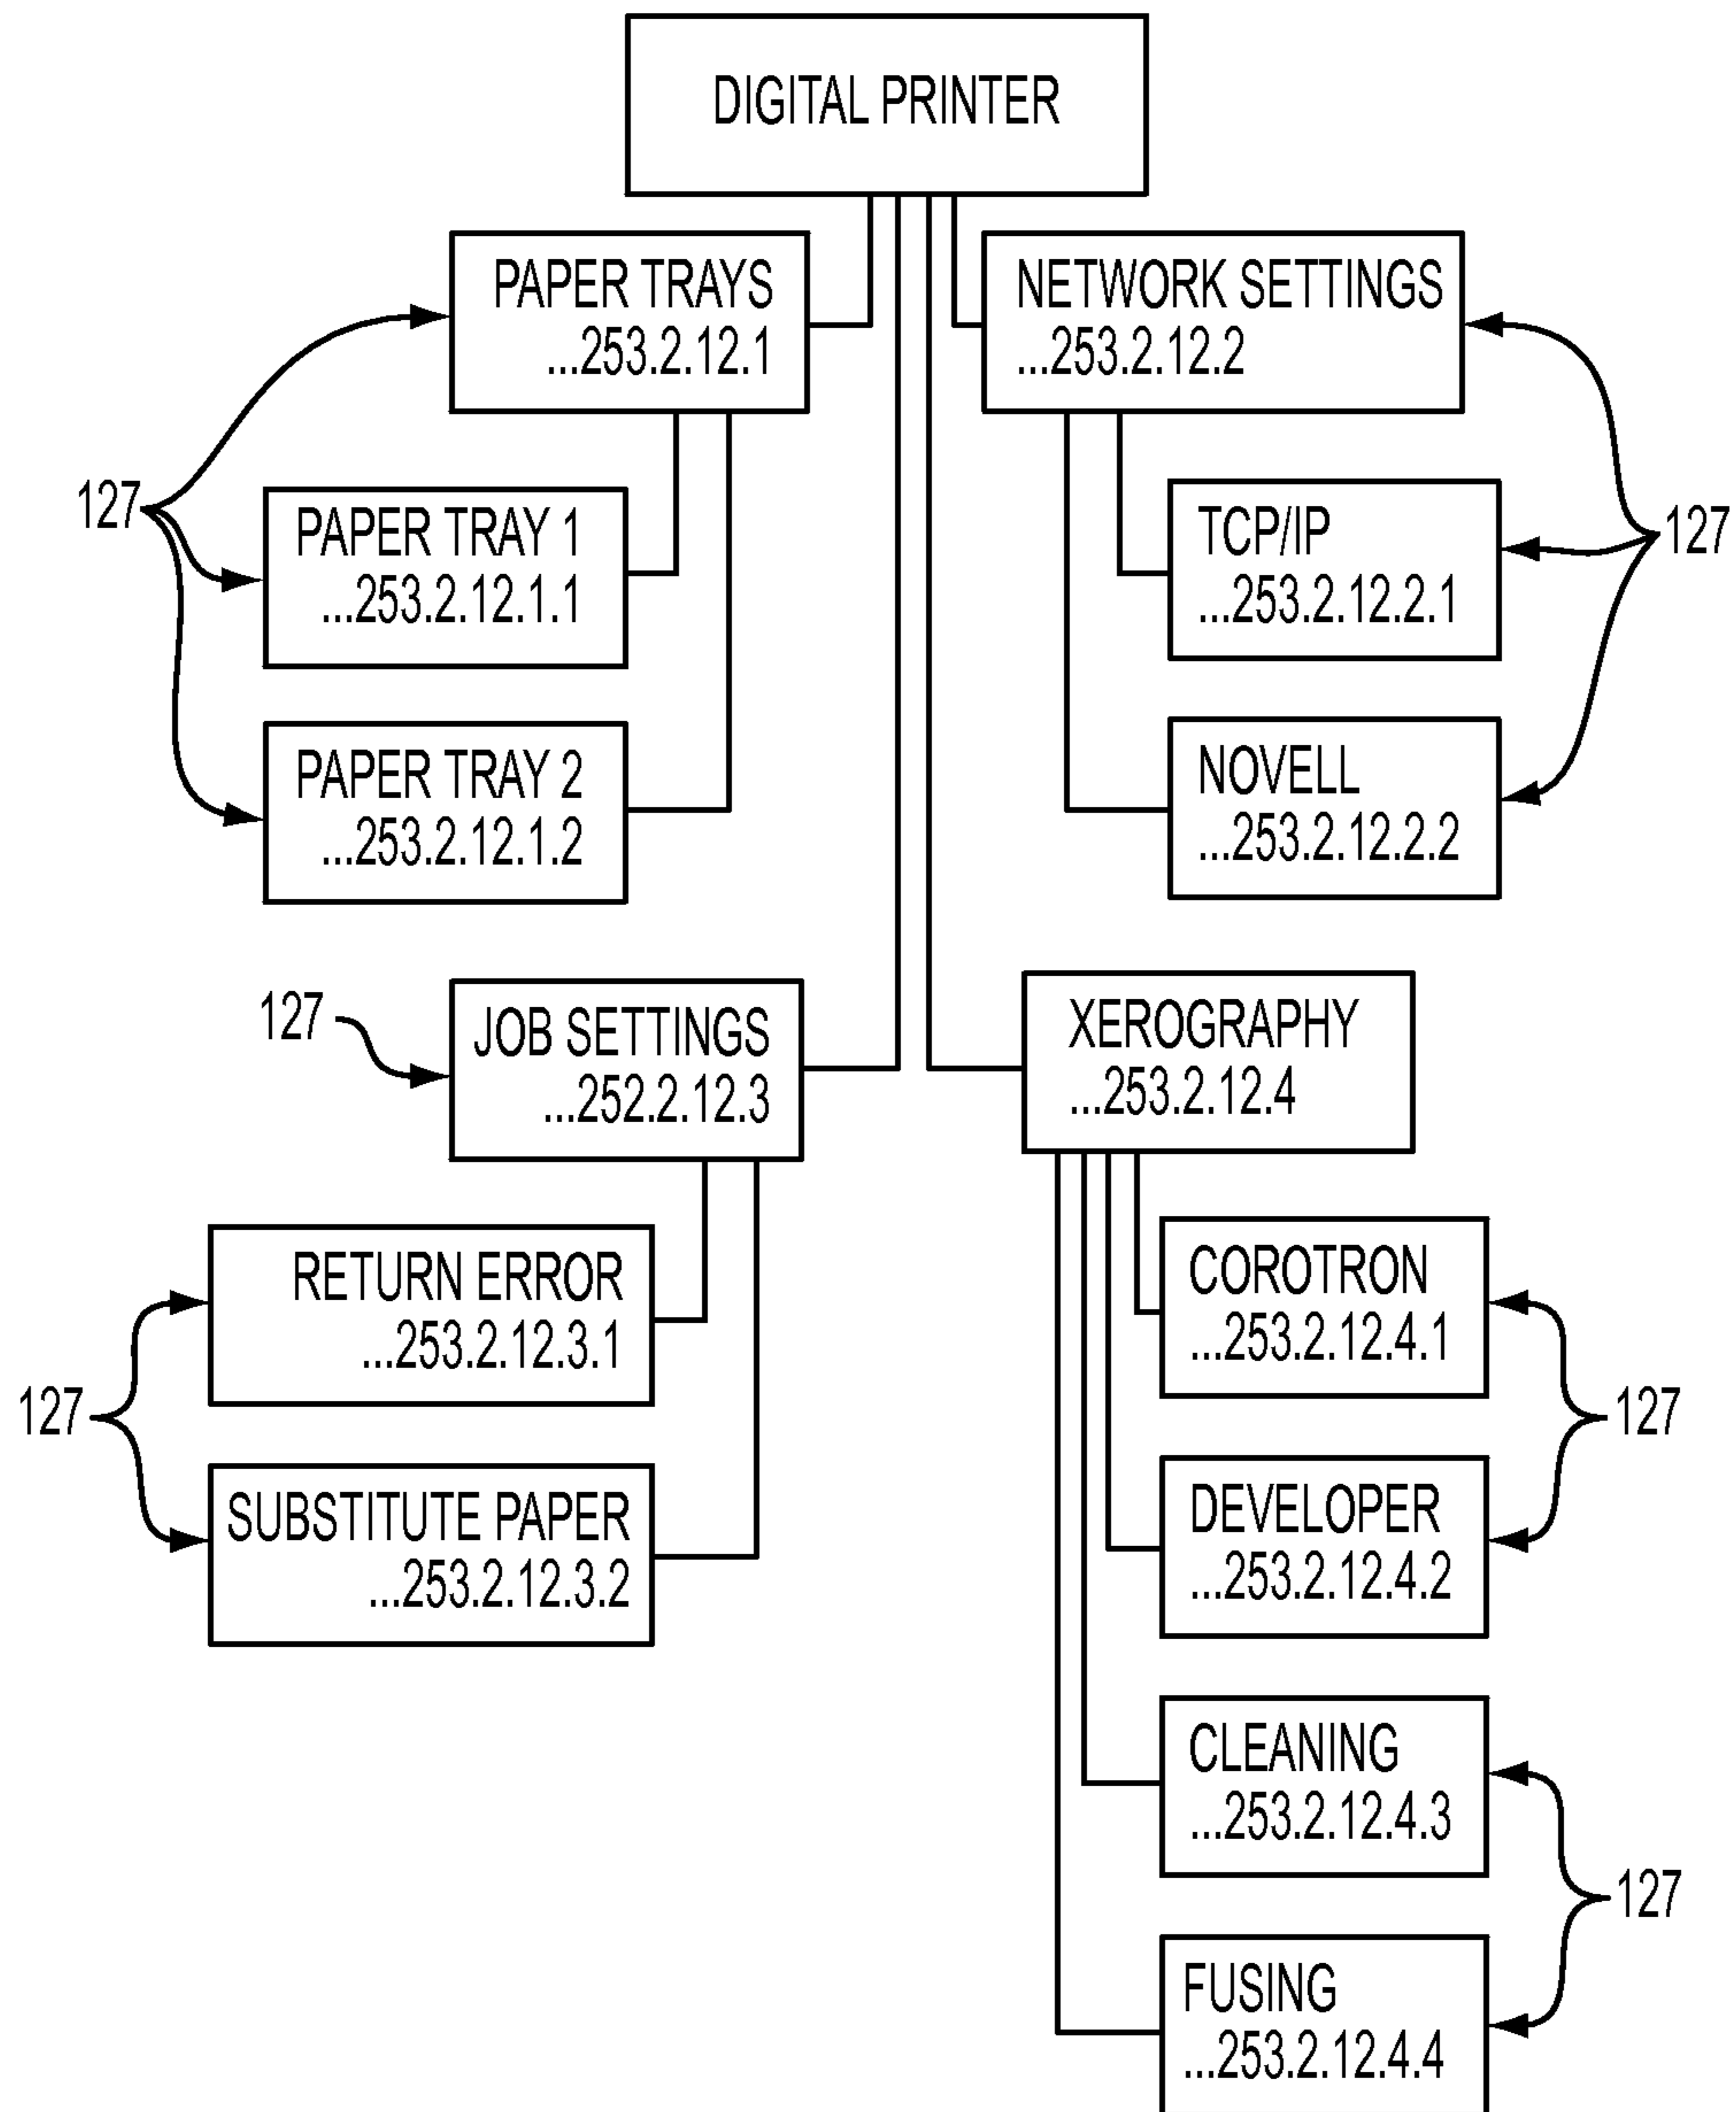 DIGITAL PRINTER
PAPER TRAYS
...253.2.12.1
NETWORK SETTINGS
...253.2.12.2
127
PAPER TRAY 1
...253.2.12.1.1
TCP/IP
...253.2.12.2.1
127
PAPER TRAY 2
...253.2.12.1.2
NOVELL
...253.2.12.2.2
127
JOB SETTINGS
...252.2.12.3
XEROGRAPHY
...253.2.12.4
RETURN ERROR
...253.2.12.3.1
COROTRON
...253.2.12.4.1
127
127
SUBSTITUTE PAPER
...253.2.12.3.2
DEVELOPER
...253.2.12.4.2
CLEANING
...253.2.12.4.3
127
FUSING
...253.2.12.4.4